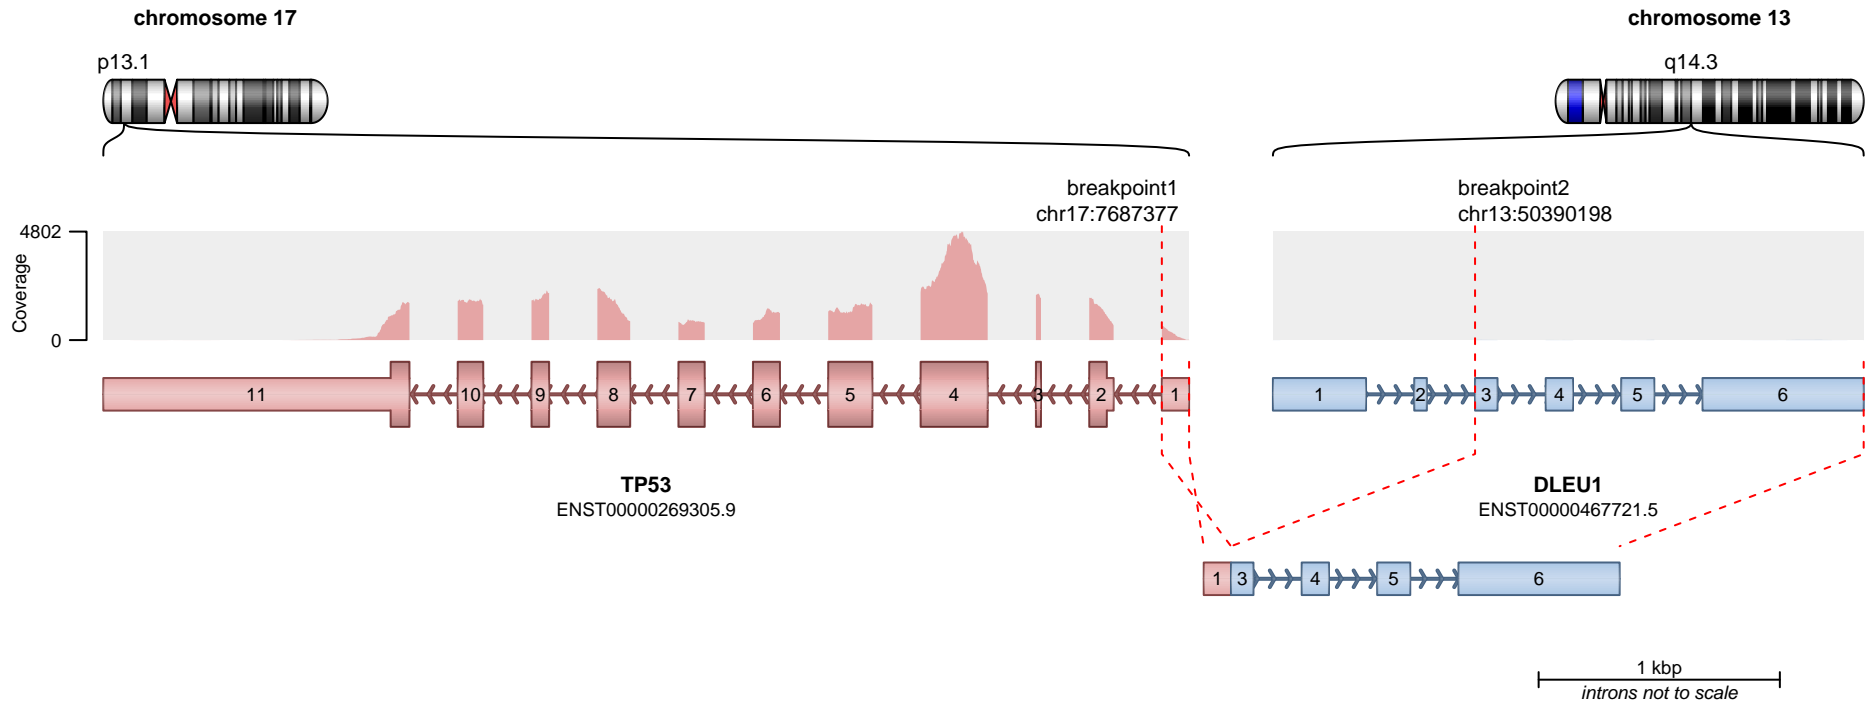 chromosome 17
chromosome 13
p13.1
q14.3
breakpoint1
chr17:7687377
breakpoint2
chr13:50390198
4802
Coverage
0
11 10 9 8 7 6 5 4 3 2 1
1 2 3 4 5 6
TP53
ENST00000269305.9
DLEU1
ENST00000467721.5
1 3 4 5 6
1 kbp
introns not to scale